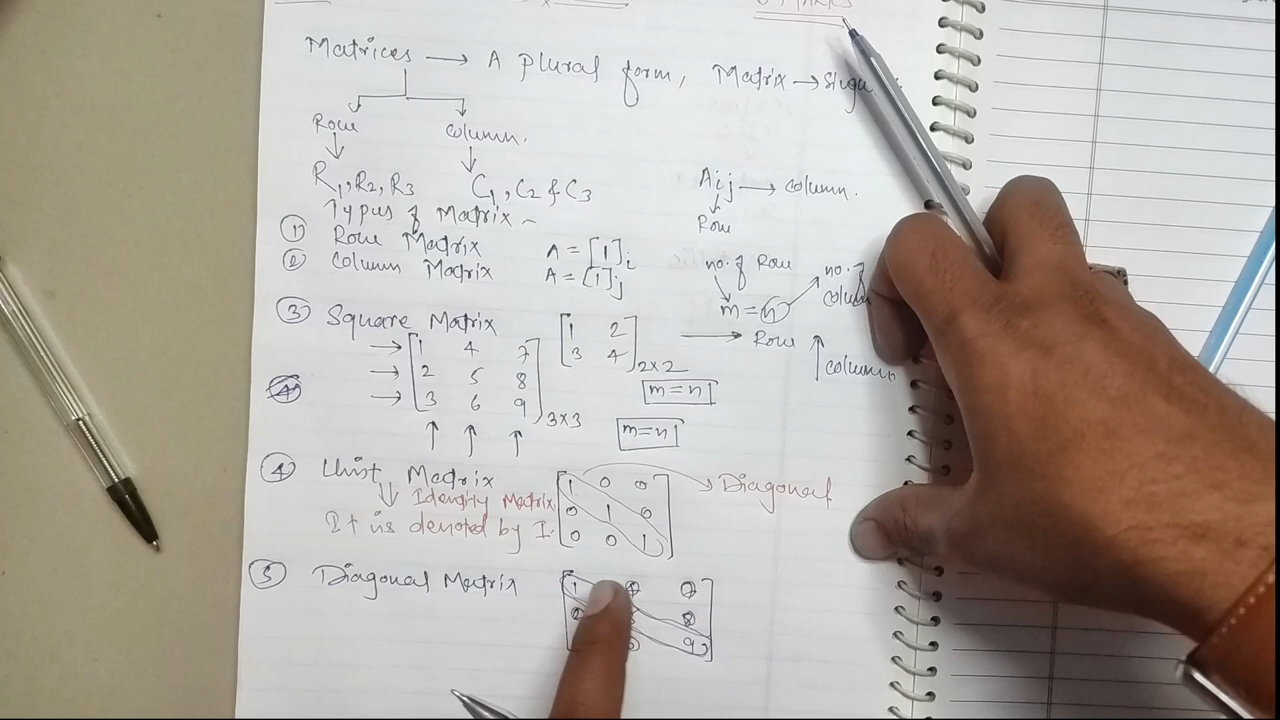 Matrices → A Plural form, Matrix →
Row column.
R1, R2, R3 C1, C2 & C3
Aij → column.
Row
Types of Matrix -
① Row Matrix A = [1]i
② Column Matrix A = [1]j
no. of Row no. of
m = n
③ Square Matrix
1 4 7
2 5 8
3 6 9
3x3
1 2
3 4
2x2
→ Row
column
m=n
m=n
④ Unit Matrix
1 0 0
0 1 0
0 0 1
→ Diagonal
Identity Matrix
It is denoted by I.
⑤ Diagonal Matrix
1
9